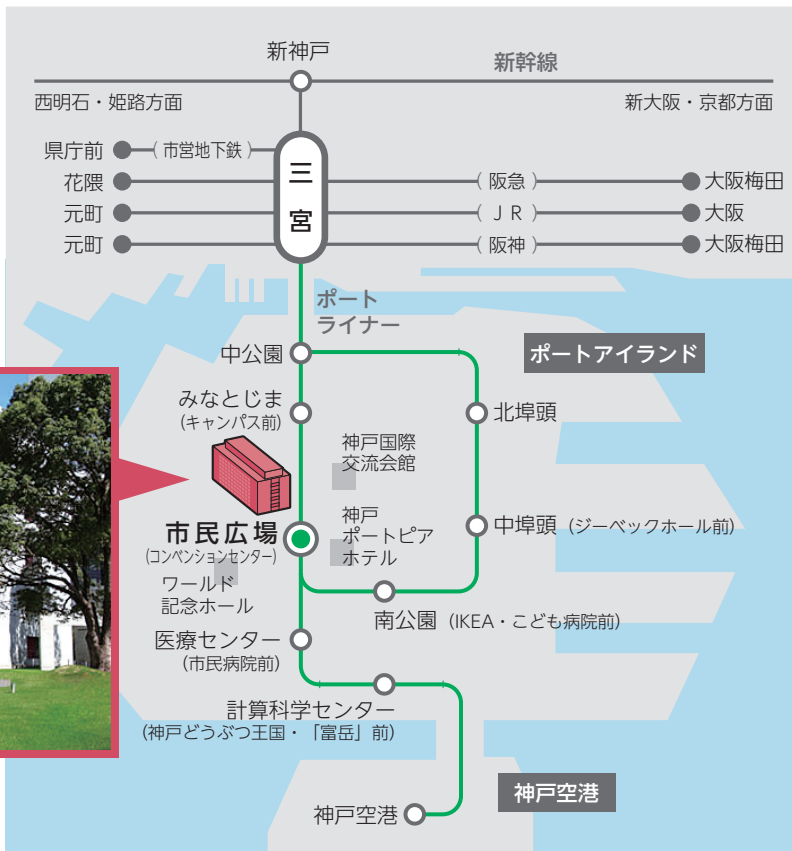 新神戸
新幹線
西明石・姫路方面
新大阪・京都方面
県庁前
(市営地下鉄)
三宮
花隈
(阪急)
大阪梅田
元町
(JR)
大阪
元町
(阪神)
大阪梅田
ポート
ライナー
中公園
ポートアイランド
みなとじま
(キャンパス前)
北埠頭
神戸国際
交流会館
市民広場
(コンベンションセンター)
神戸
ポートピア
ホテル
中埠頭 (ジーベックホール前)
ワールド
記念ホール
南公園 (IKEA・こども病院前)
医療センター
(市民病院前)
計算科学センター
(神戸どうぶつ王国・「富岳」前)
神戸空港
神戸空港